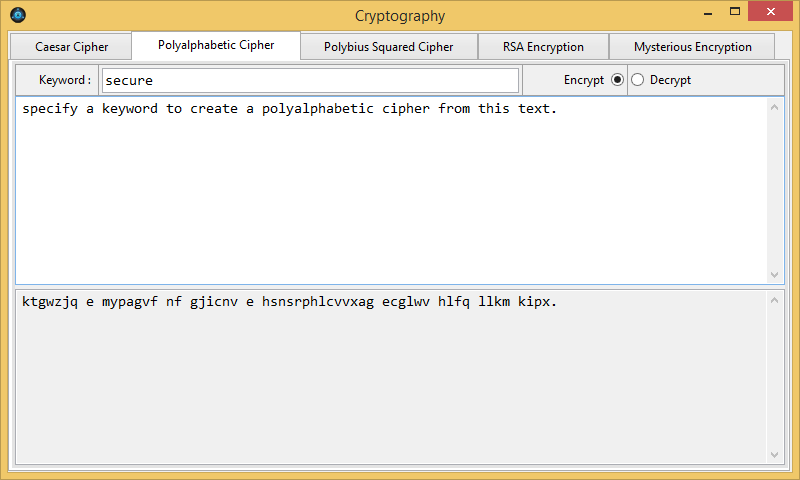 Cryptography
Caesar Cipher Polyalphabetic Cipher Polybius Squared Cipher RSA Encryption Mysterious Encryption
Keyword : secure Encrypt Decrypt
specify a keyword to create a polyalphabetic cipher from this text.
ktgwzjq e mypagvf nf gjicnv e hsnsrphlcvvxag ecglwv hlfq llkm kipx.